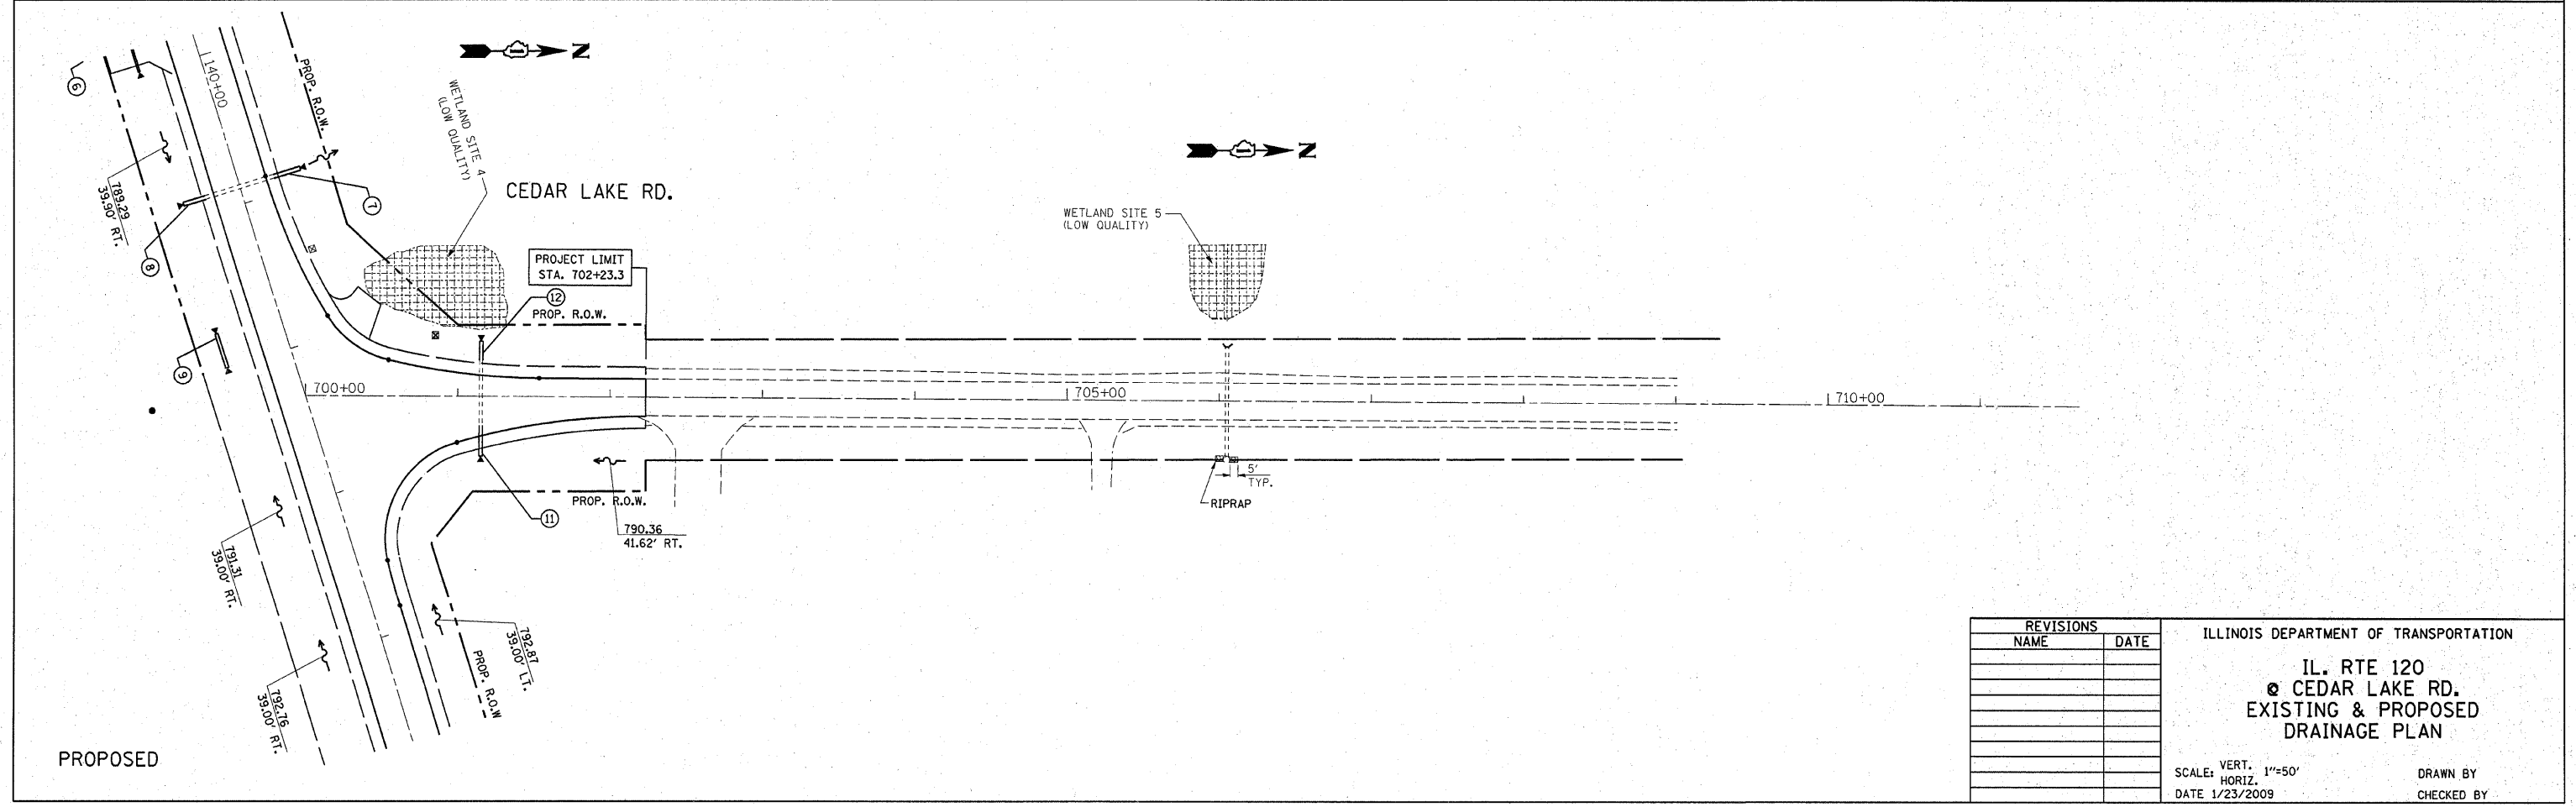 6
140+00
PROP. R.O.W.
N
WETLAND SITE 4
(LOW QUALITY)
CEDAR LAKE RD.
7
789.29
39.90' RT.
8
9
PROJECT LIMIT
STA. 702+23.3
12
PROP. R.O.W.
700+00
N
WETLAND SITE 5
(LOW QUALITY)
705+00
710+00
5'
TYP.
RIPRAP
PROP. R.O.W.
11
790.36
41.62' RT.
791.31
39.00' RT.
792.87
39.00' LT.
PROP. R.O.W
792.76
39.00' RT.
PROPOSED
REVISIONS
NAME DATE
ILLINOIS DEPARTMENT OF TRANSPORTATION
IL. RTE 120
@ CEDAR LAKE RD.
EXISTING & PROPOSED
DRAINAGE PLAN
SCALE: VERT. HORIZ. 1"=50'
DATE 1/23/2009
DRAWN BY
CHECKED BY